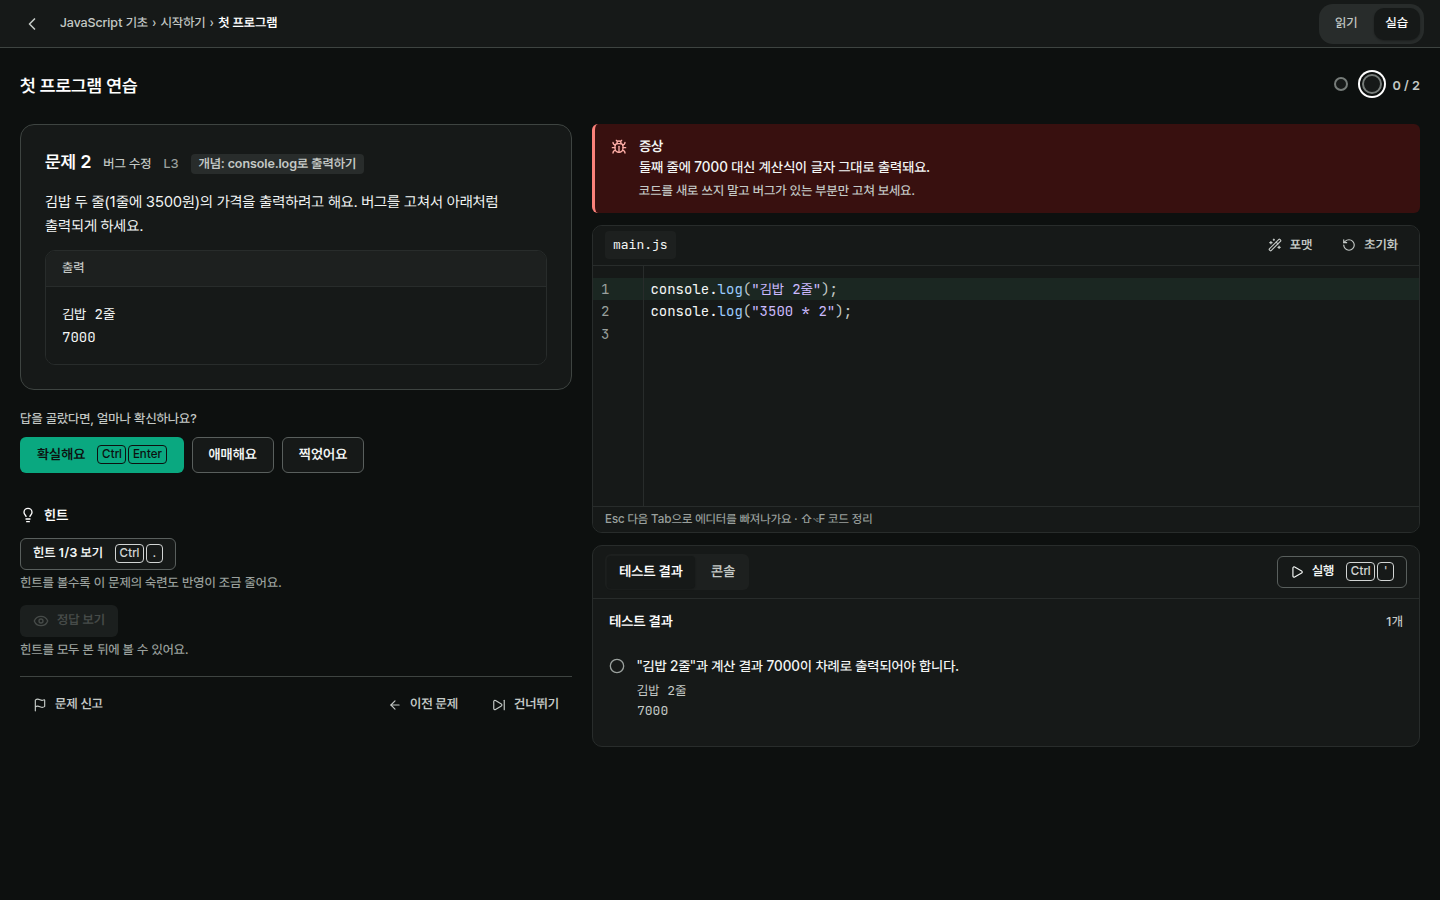 JavaScript 기초 › 시작하기 › 첫 프로그램
읽기 실습
첫 프로그램 연습
0 / 2
문제 2 버그 수정 L3 개념: console.log로 출력하기
김밥 두 줄(1줄에 3500원)의 가격을 출력하려고 해요. 버그를 고쳐서 아래처럼
출력되게 하세요.
출력
김밥 2줄
7000
답을 골랐다면, 얼마나 확신하나요?
확실해요 Ctrl Enter 애매해요 찍었어요
힌트
힌트 1/3 보기 Ctrl .
힌트를 볼수록 이 문제의 숙련도 반영이 조금 줄어요.
정답 보기
힌트를 모두 본 뒤에 볼 수 있어요.
문제 신고 이전 문제 건너뛰기
증상
둘째 줄에 7000 대신 계산식이 글자 그대로 출력돼요.
코드를 새로 쓰지 말고 버그가 있는 부분만 고쳐 보세요.
main.js 포맷 초기화
1 console.log("김밥 2줄");
2 console.log("3500 * 2");
3
Esc 다음 Tab으로 에디터를 빠져나가요 · ⇧⌥F 코드 정리
테스트 결과 콘솔 실행 Ctrl '
테스트 결과 1개
"김밥 2줄"과 계산 결과 7000이 차례로 출력되어야 합니다.
김밥 2줄
7000